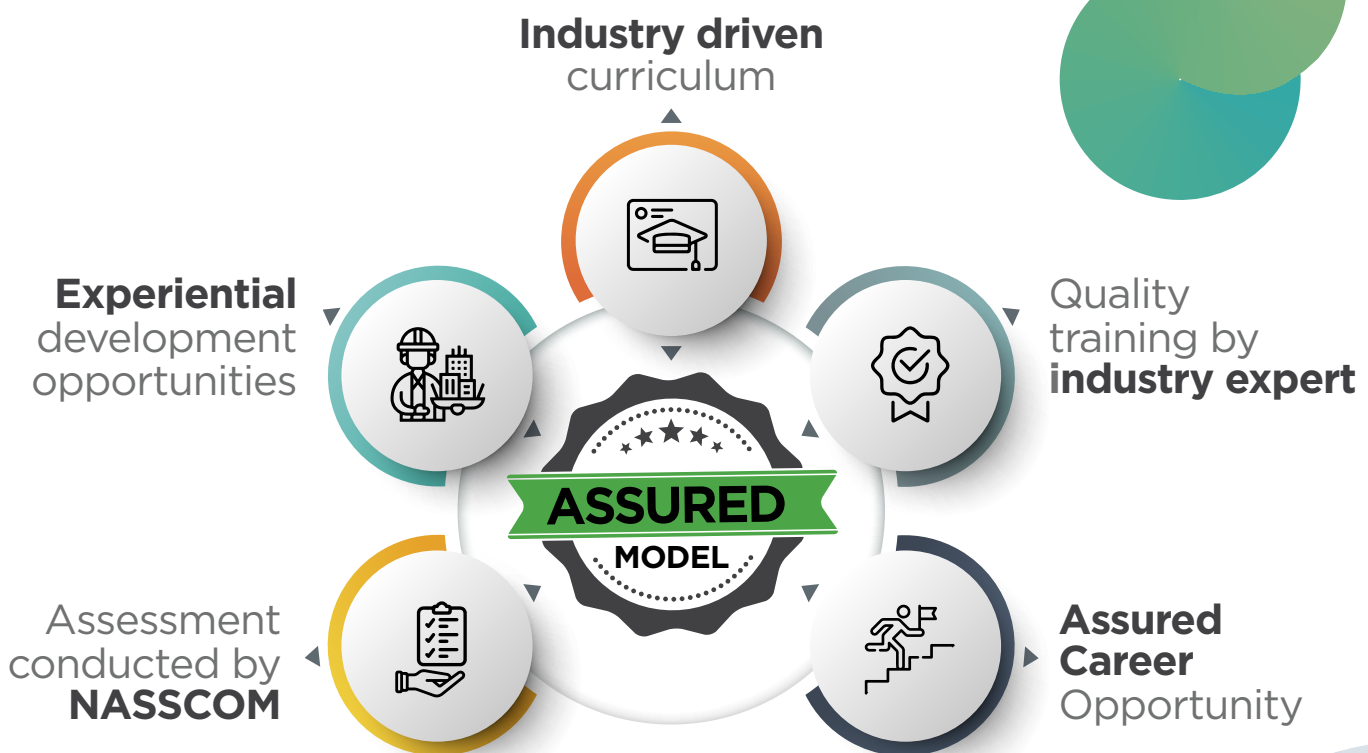 Industry driven
curriculum
Experiential
development
opportunities
Quality
training by
industry expert
ASSURED
MODEL
Assessment
conducted by
NASSCOM
Assured
Career
Opportunity